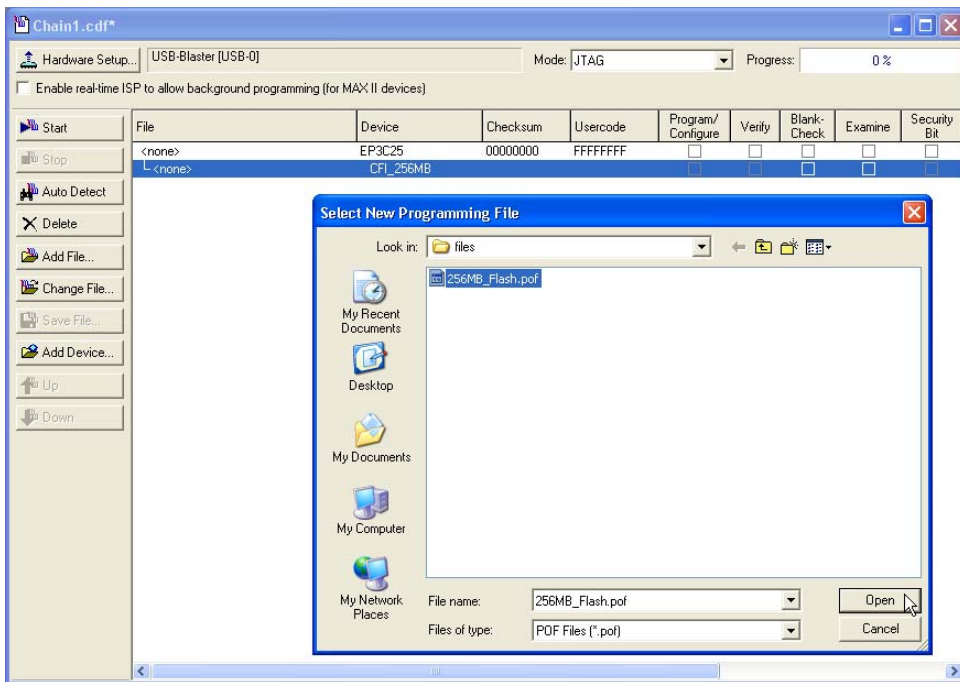 Chain1.cdf*
Hardware Setup... USB-Blaster [USB-0] Mode: JTAG Progress: 0 %
Enable real-time ISP to allow background programming (for MAX II devices)
Start
Stop
Auto Detect
Delete
Add File...
Change File...
Save File...
Add Device...
Up
Down
File Device Checksum Usercode Program/ Configure Verify Blank- Check Examine Security Bit
<none> EP3C25 00000000 FFFFFFFF
<none> CFI_256MB
Select New Programming File
Look in: files
256MB_Flash.pof
My Recent
Documents
Desktop
My Documents
My Computer
My Network
Places
File name: 256MB_Flash.pof Open
Files of type: POF Files (*.pof) Cancel